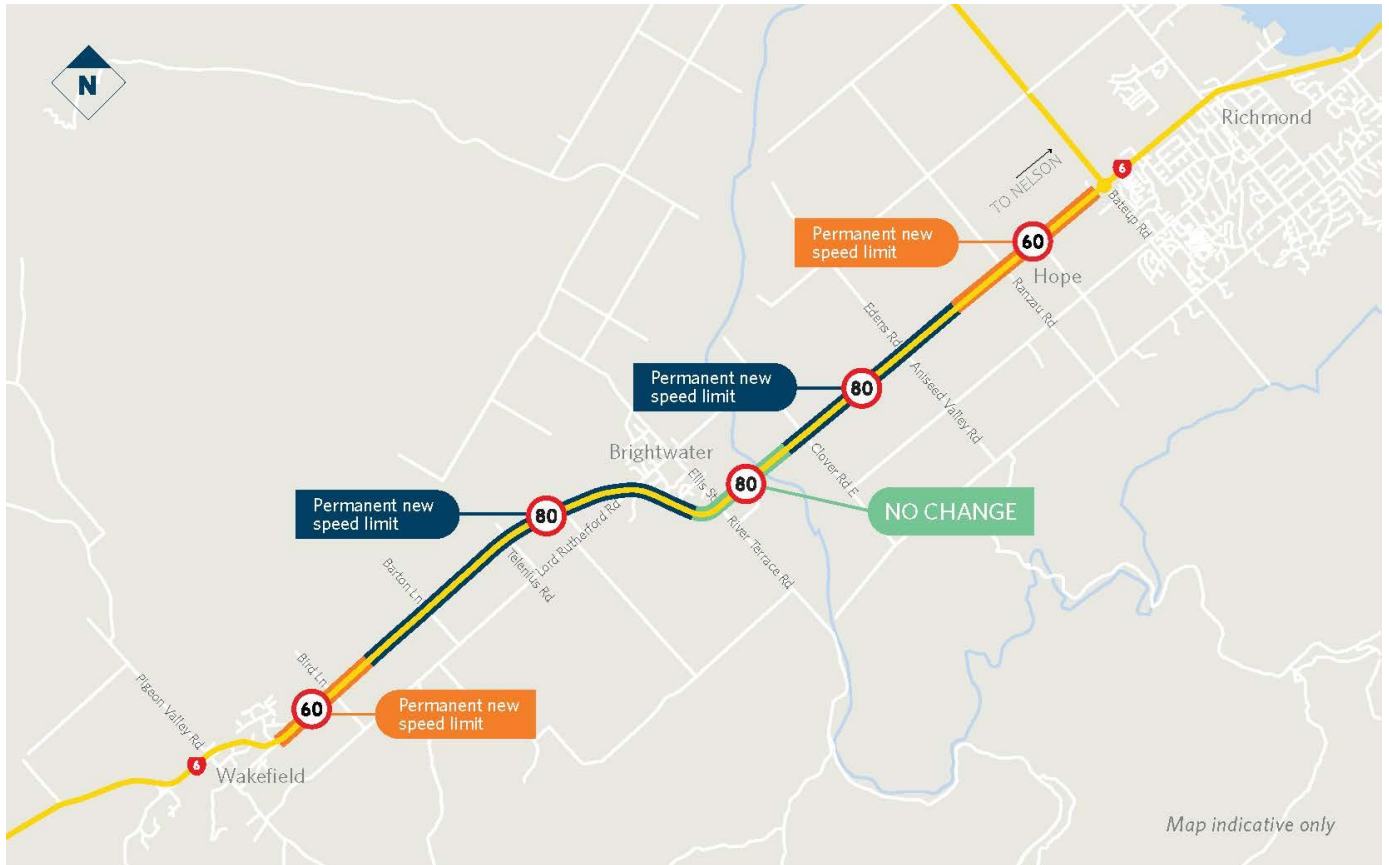 N
Richmond
TO NELSON
6
Bateup Rd
Permanent new
speed limit
60
Hope
Ranzau Rd
Edens Rd
Aniseed Valley Rd
Permanent new
speed limit
80
Brightwater
Clover Rd E
Ellis St
80
NO CHANGE
River Terrace Rd
Permanent new
speed limit
80
Lord Rutherford Rd
Telenius Rd
Barton Ln
Bird Ln
60
Permanent new
speed limit
Pigeon Valley Rd
6
Wakefield
Map indicative only